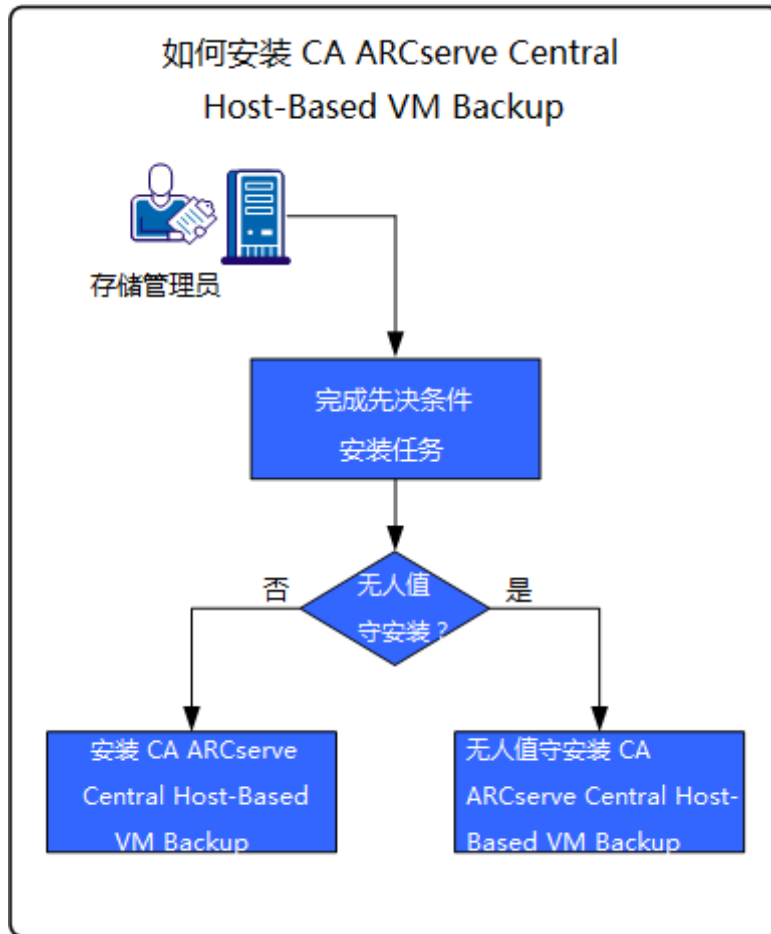 如何安装 CA ARCserve Central
Host-Based VM Backup
存储管理员
完成先决条件
安装任务
无人值
守安装？
否
是
安装 CA ARCserve
Central Host-Based
VM Backup
无人值守安装 CA
ARCserve Central Host-
Based VM Backup